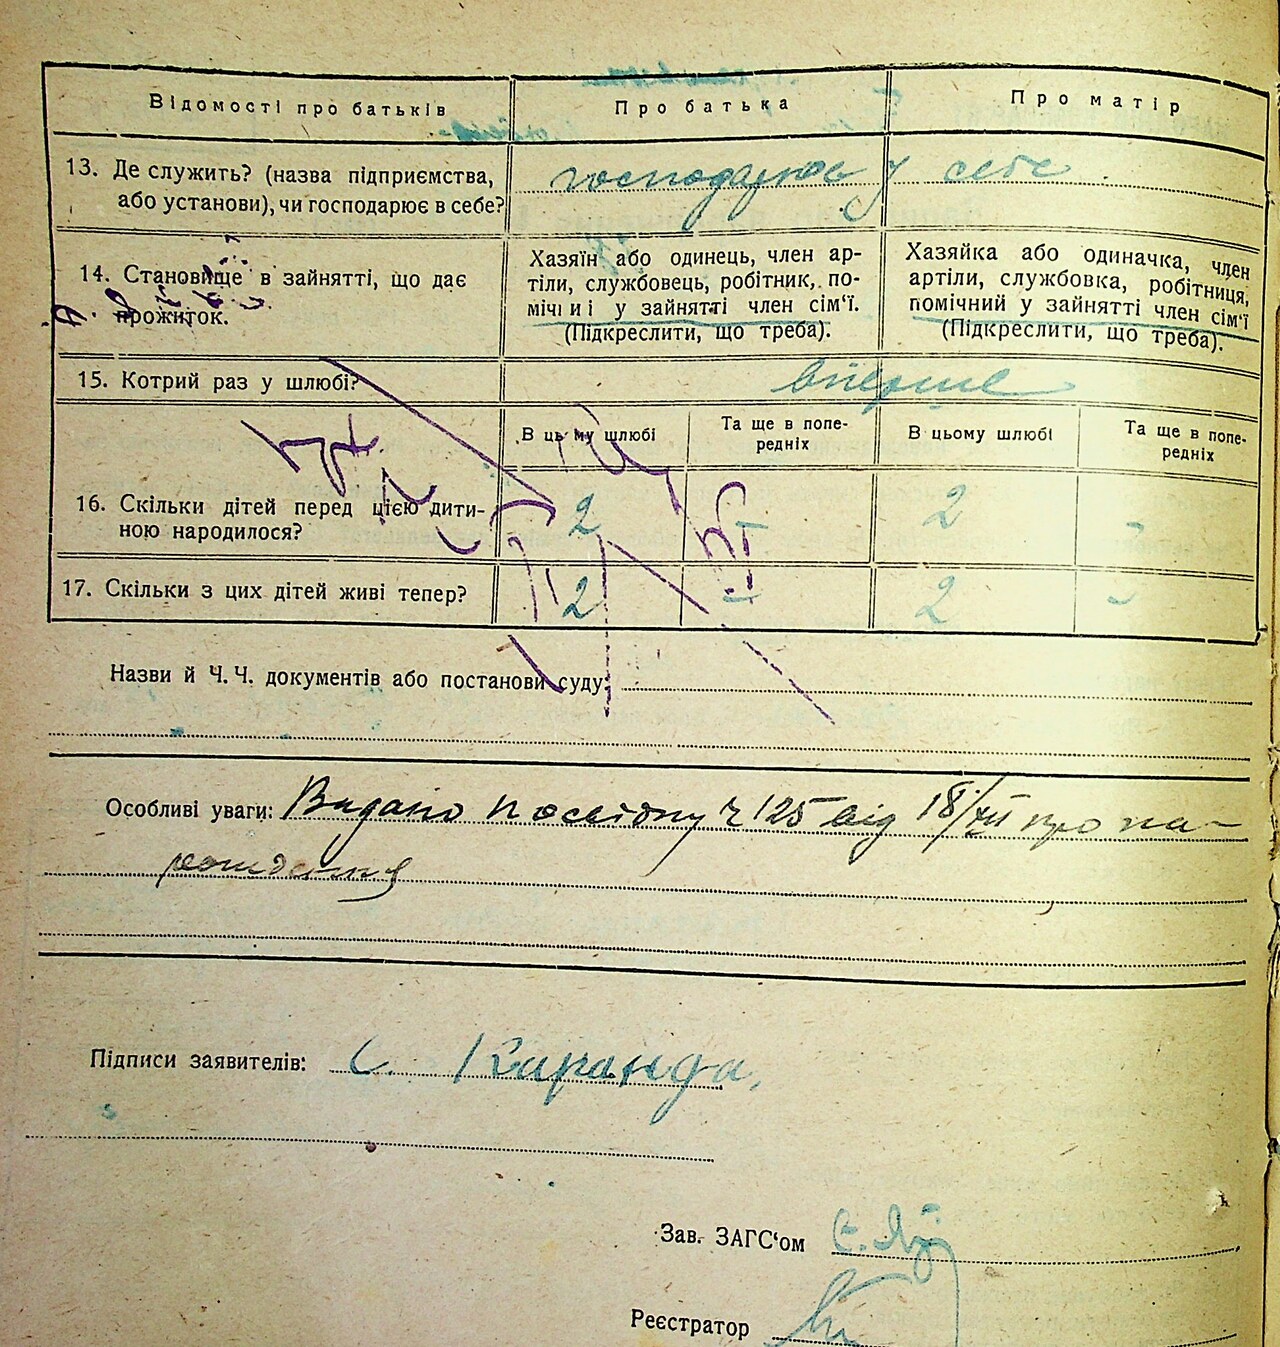 Відомості про батьків Про батька Про матір
13. Де служить? (назва підприємства, або установи), чи господарює в себе?
господарює у себе
14. Становище в зайнятті, що дає прожиток.
Хазяїн або одинець, член ар-
тіли, службовець, робітник, по-
мічниі у зайнятті член сім'ї.
(Підкреслити, що треба).
Хазяйка або одиначка, член
артіли, службовка, робітниця,
помічний у зайнятті член сім'ї
(Підкреслити, що треба).
15. Котрий раз у шлюбі? вперше
В цьому шлюбі Та ще в попе-редніх В цьому шлюбі Та ще в попе-редніх
16. Скільки дітей перед цією дити-
ною народилося? 2 - 2 -
17. Скільки з цих дітей живі тепер? 2 - 2 -
Назви й Ч. Ч. документів або постанови суду:
Особливі уваги: Видано посвідку Ч 125 від 18/XII про на-
родження
Підписи заявителів: С. Каранда,
Зав. ЗАГС'ом
Реєстратор